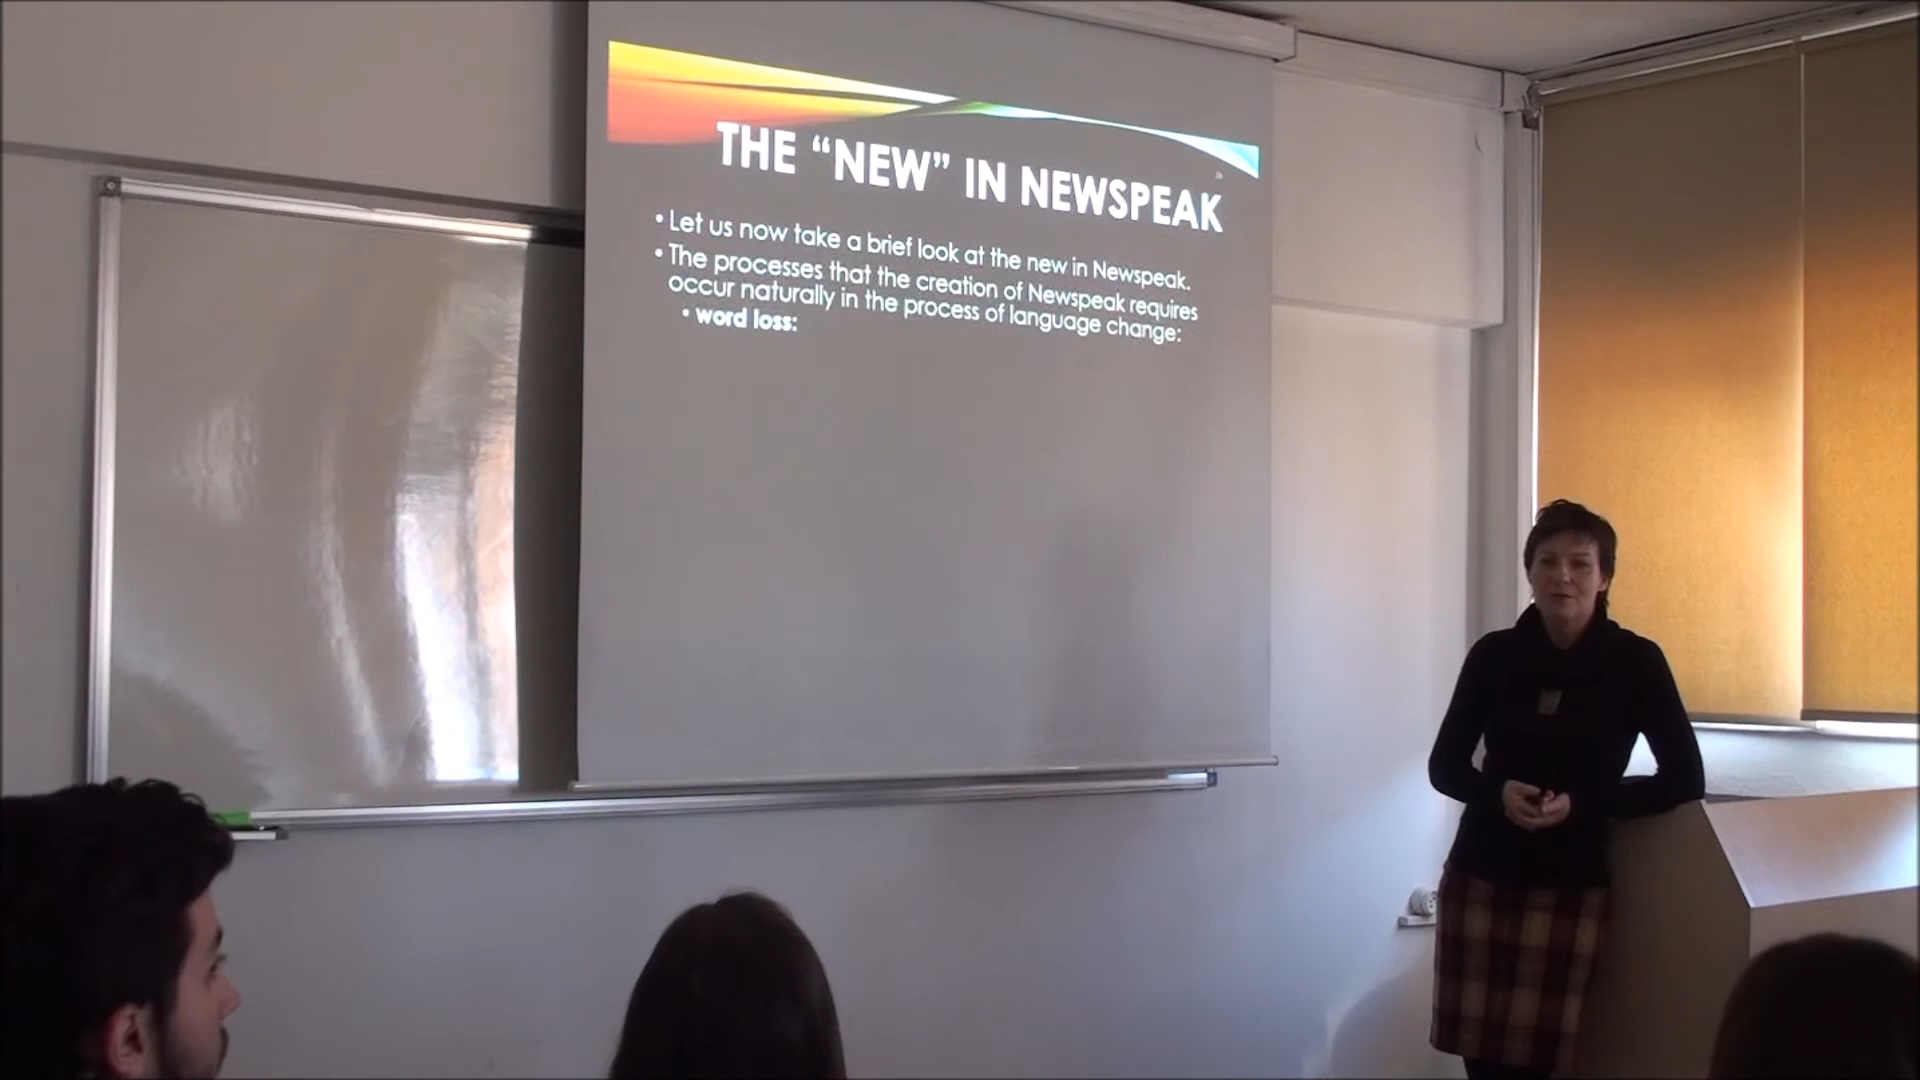 THE “NEW” IN NEWSPEAK
• Let us now take a brief look at the new in Newspeak.
• The processes that the creation of Newspeak requires
occur naturally in the process of language change:
• word loss: